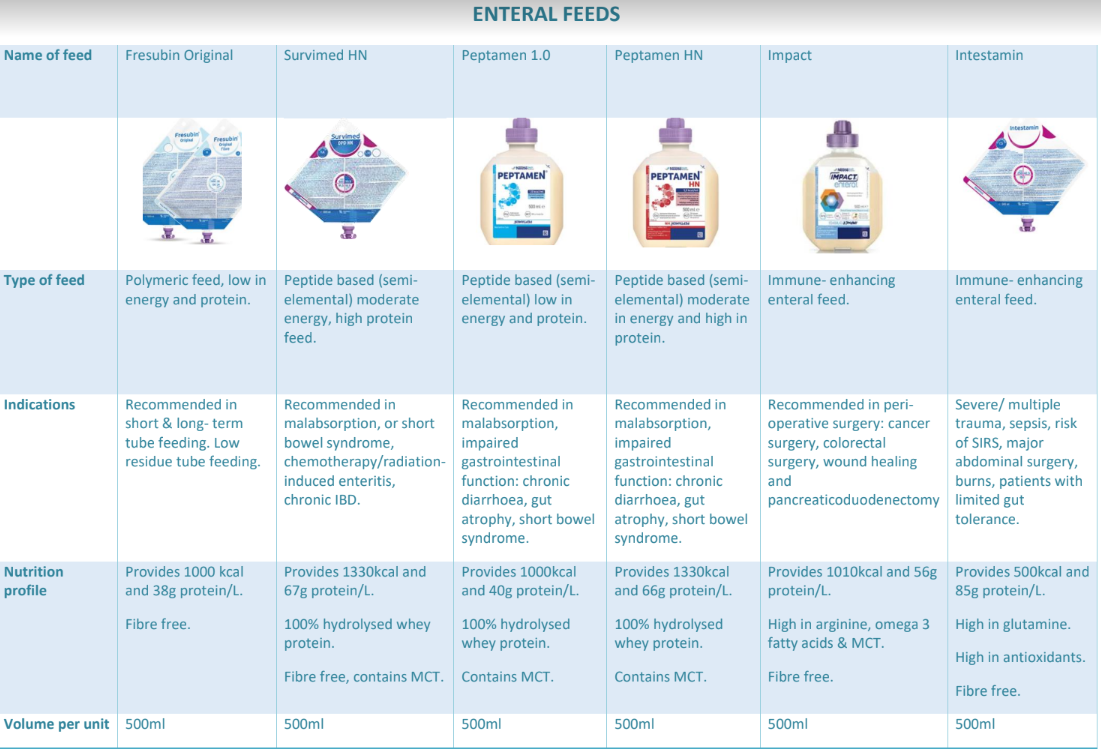 ENTERAL FEEDS
Name of feed
Fresubin Original
Survimed HN
Peptamen 1.0
Peptamen HN
Impact
Intestamin
Fresubin
Original
Fresubin
Original
Survimed
OPD HN
PEPTAMEN
PEPTAMEN
HN
IMPACT
Intestamin
Type of feed
Polymeric feed, low in
energy and protein.
Peptide based (semi-
elemental) moderate
energy, high protein
feed.
Peptide based (semi-
elemental) low in
energy and protein.
Peptide based (semi-
elemental) moderate
in energy and high in
protein.
Immune- enhancing
enteral feed.
Immune- enhancing
enteral feed.
Indications
Recommended in
short & long- term
tube feeding. Low
residue tube feeding.
Recommended in
malabsorption, or short
bowel syndrome,
chemotherapy/radiation-
induced enteritis,
chronic IBD.
Recommended in
malabsorption,
impaired
gastrointestinal
function: chronic
diarrhoea, gut
atrophy, short bowel
syndrome.
Recommended in
malabsorption,
impaired
gastrointestinal
function: chronic
diarrhoea, gut
atrophy, short bowel
syndrome.
Recommended in peri-
operative surgery: cancer
surgery, colorectal
surgery, wound healing
and
pancreaticoduodenectomy
Severe/ multiple
trauma, sepsis, risk
of SIRS, major
abdominal surgery,
burns, patients with
limited gut
tolerance.
Nutrition
profile
Provides 1000 kcal
and 38g protein/L.
Fibre free.
Provides 1330kcal and
67g protein/L.
100% hydrolysed whey
protein.
Fibre free, contains MCT.
Provides 1000kcal
and 40g protein/L.
100% hydrolysed
whey protein.
Contains MCT.
Provides 1330kcal
and 66g protein/L.
100% hydrolysed
whey protein.
Contains MCT.
Provides 1010kcal and 56g
protein/L.
High in arginine, omega 3
fatty acids & MCT.
Fibre free.
Provides 500kcal and
85g protein/L.
High in glutamine.
High in antioxidants.
Fibre free.
Volume per unit
500ml
500ml
500ml
500ml
500ml
500ml